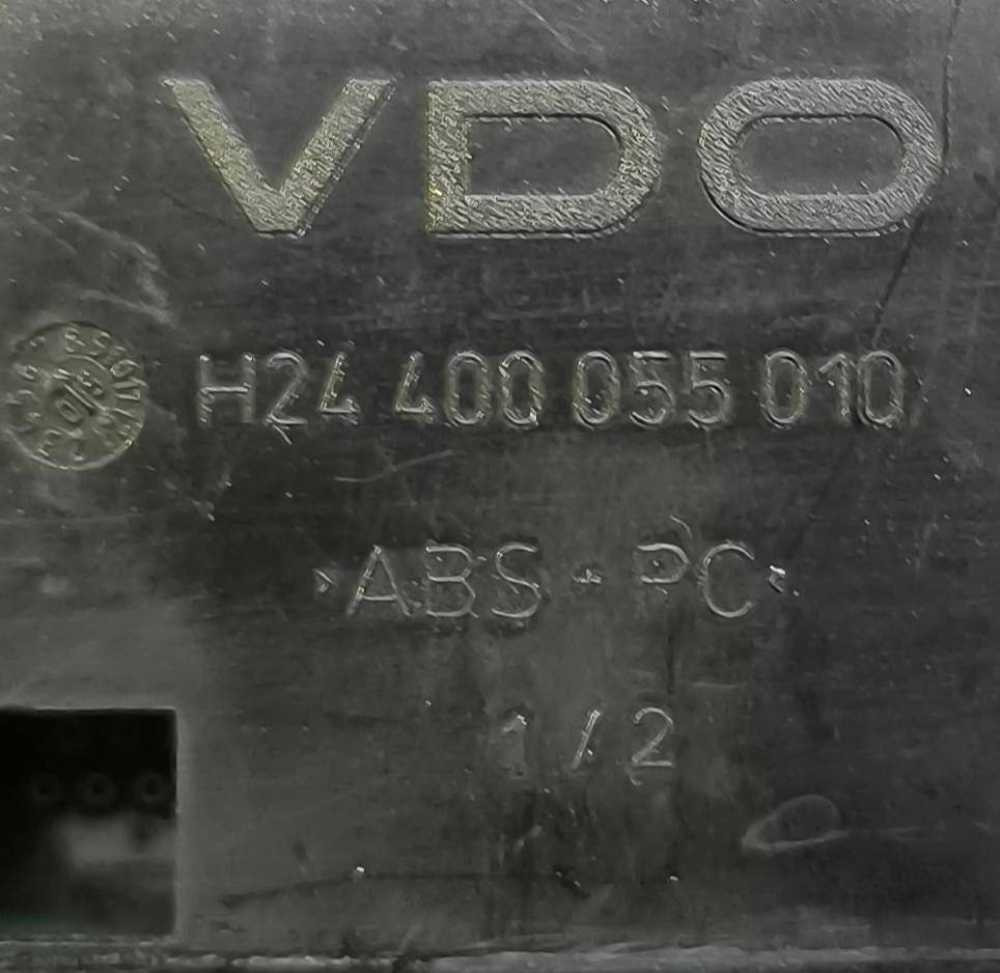 VDO
H24 400 055 010
>ABS-PC<
1/2